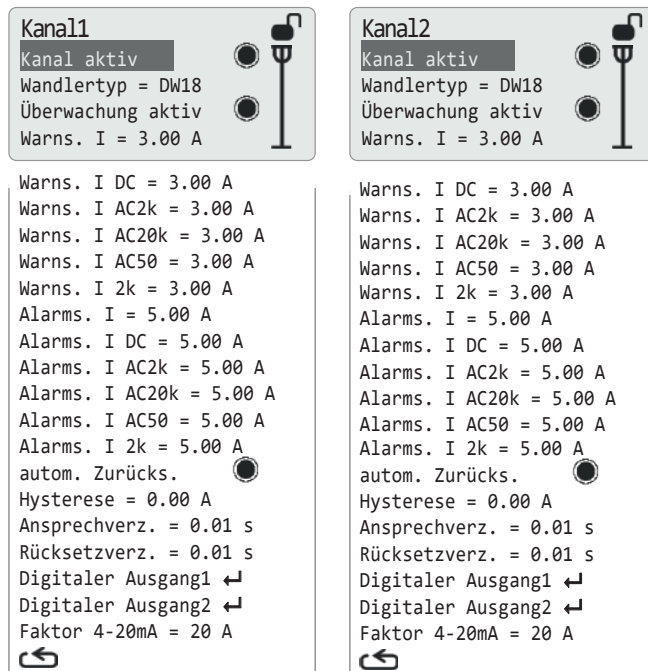 Kanal1
Kanal aktiv
Wandlertyp = DW18
Überwachung aktiv
Warns. I = 3.00 A
Warns. I DC = 3.00 A
Warns. I AC2k = 3.00 A
Warns. I AC20k = 3.00 A
Warns. I AC50 = 3.00 A
Warns. I 2k = 3.00 A
Alarms. I = 5.00 A
Alarms. I DC = 5.00 A
Alarms. I AC2k = 5.00 A
Alarms. I AC20k = 5.00 A
Alarms. I AC50 = 5.00 A
Alarms. I 2k = 5.00 A
autom. Zurücks.
Hysterese = 0.00 A
Ansprechverz. = 0.01 s
Rücksetzverz. = 0.01 s
Digitaler Ausgang1 ↵
Digitaler Ausgang2 ↵
Faktor 4-20mA = 20 A
Kanal2
Kanal aktiv
Wandlertyp = DW18
Überwachung aktiv
Warns. I = 3.00 A
Warns. I DC = 3.00 A
Warns. I AC2k = 3.00 A
Warns. I AC20k = 3.00 A
Warns. I AC50 = 3.00 A
Warns. I 2k = 3.00 A
Alarms. I = 5.00 A
Alarms. I DC = 5.00 A
Alarms. I AC2k = 5.00 A
Alarms. I AC20k = 5.00 A
Alarms. I AC50 = 5.00 A
Alarms. I 2k = 5.00 A
autom. Zurücks.
Hysterese = 0.00 A
Ansprechverz. = 0.01 s
Rücksetzverz. = 0.01 s
Digitaler Ausgang1 ↵
Digitaler Ausgang2 ↵
Faktor 4-20mA = 20 A